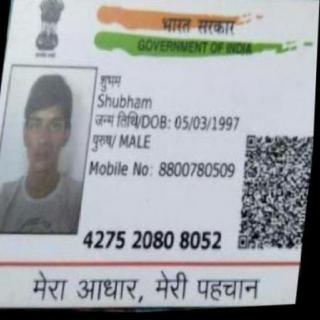 भारत सरकार
GOVERNMENT OF INDIA
शुभम
Shubham
जन्म तिथि/DOB: 05/03/1997
पुरुष/ MALE
Mobile No: 8800780509
4275 2080 8052
मेरा आधार, मेरी पहचान